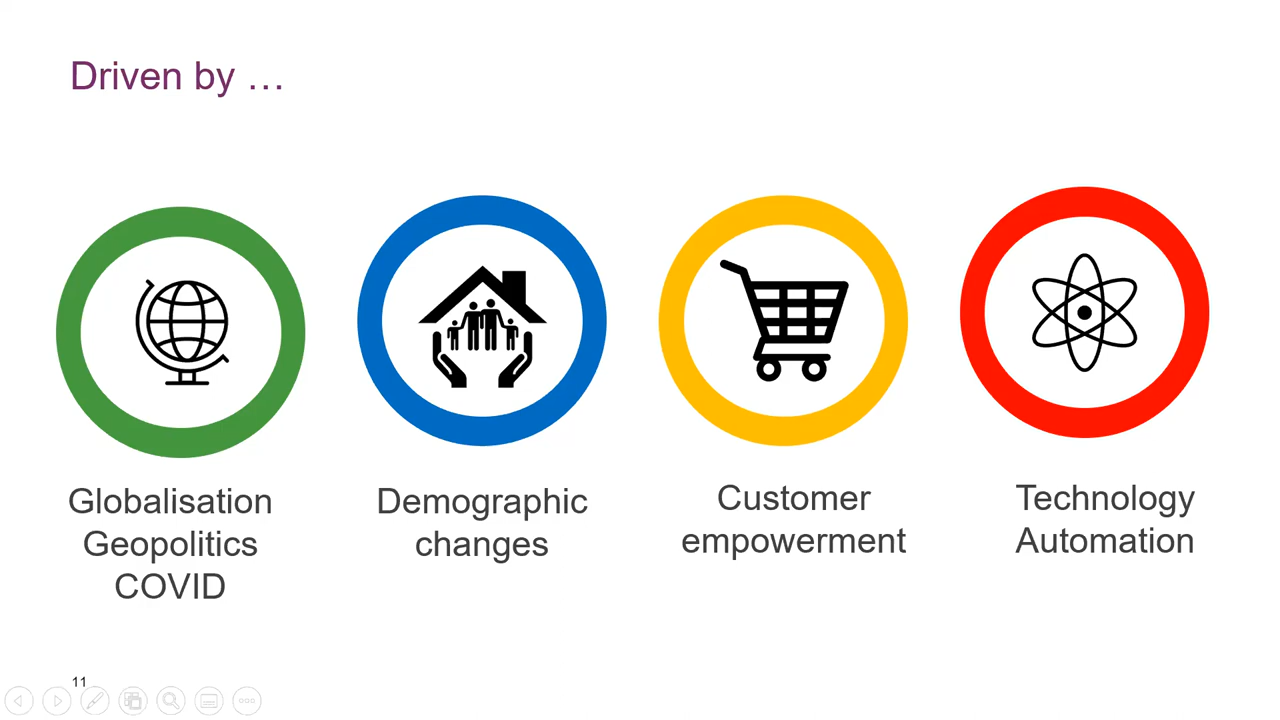 Driven by …
Globalisation
Geopolitics
COVID
Demographic
changes
Customer
empowerment
Technology
Automation
11